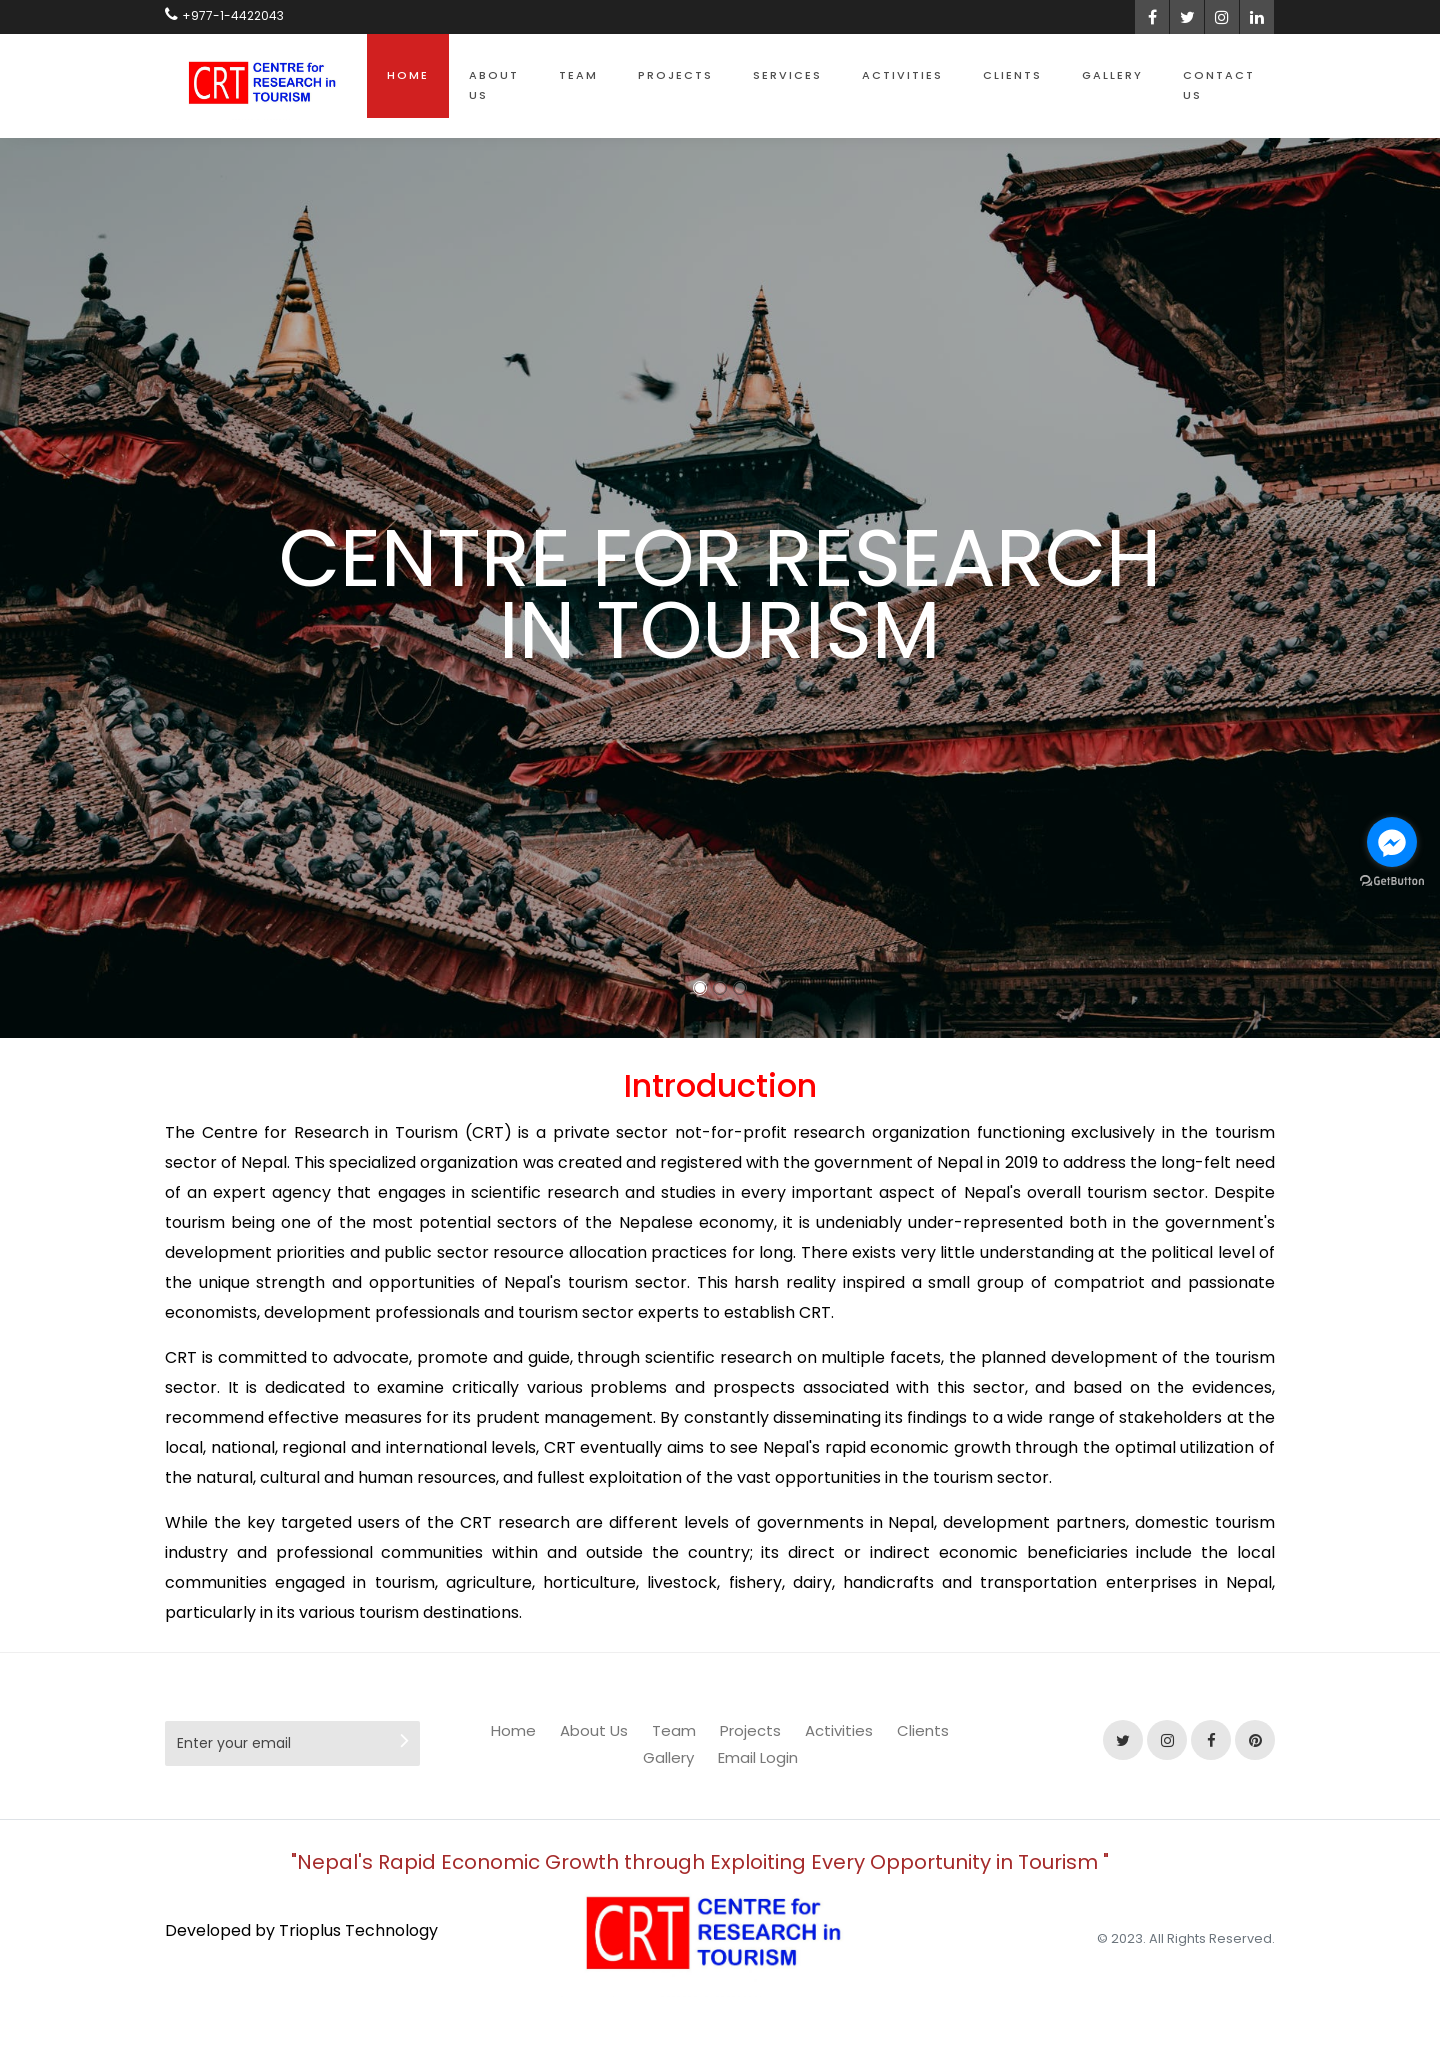 +977-1-4422043
CRT CENTRE for
RESEARCH in
TOURISM
HOME
ABOUT
US
TEAM
PROJECTS
SERVICES
ACTIVITIES
CLIENTS
GALLERY
CONTACT
US
CENTRE FOR RESEARCH
IN TOURISM
GetButton
Introduction
The Centre for Research in Tourism (CRT) is a private sector not-for-profit research organization functioning exclusively in the tourism
sector of Nepal. This specialized organization was created and registered with the government of Nepal in 2019 to address the long-felt need
of an expert agency that engages in scientific research and studies in every important aspect of Nepal's overall tourism sector. Despite
tourism being one of the most potential sectors of the Nepalese economy, it is undeniably under-represented both in the government's
development priorities and public sector resource allocation practices for long. There exists very little understanding at the political level of
the unique strength and opportunities of Nepal's tourism sector. This harsh reality inspired a small group of compatriot and passionate
economists, development professionals and tourism sector experts to establish CRT.
CRT is committed to advocate, promote and guide, through scientific research on multiple facets, the planned development of the tourism
sector. It is dedicated to examine critically various problems and prospects associated with this sector, and based on the evidences,
recommend effective measures for its prudent management. By constantly disseminating its findings to a wide range of stakeholders at the
local, national, regional and international levels, CRT eventually aims to see Nepal's rapid economic growth through the optimal utilization of
the natural, cultural and human resources, and fullest exploitation of the vast opportunities in the tourism sector.
While the key targeted users of the CRT research are different levels of governments in Nepal, development partners, domestic tourism
industry and professional communities within and outside the country; its direct or indirect economic beneficiaries include the local
communities engaged in tourism, agriculture, horticulture, livestock, fishery, dairy, handicrafts and transportation enterprises in Nepal,
particularly in its various tourism destinations.
Enter your email
Home About Us Team Projects Activities Clients
Gallery Email Login
"Nepal's Rapid Economic Growth through Exploiting Every Opportunity in Tourism "
Developed by Trioplus Technology
CRT CENTRE for
RESEARCH in
TOURISM
© 2023. All Rights Reserved.